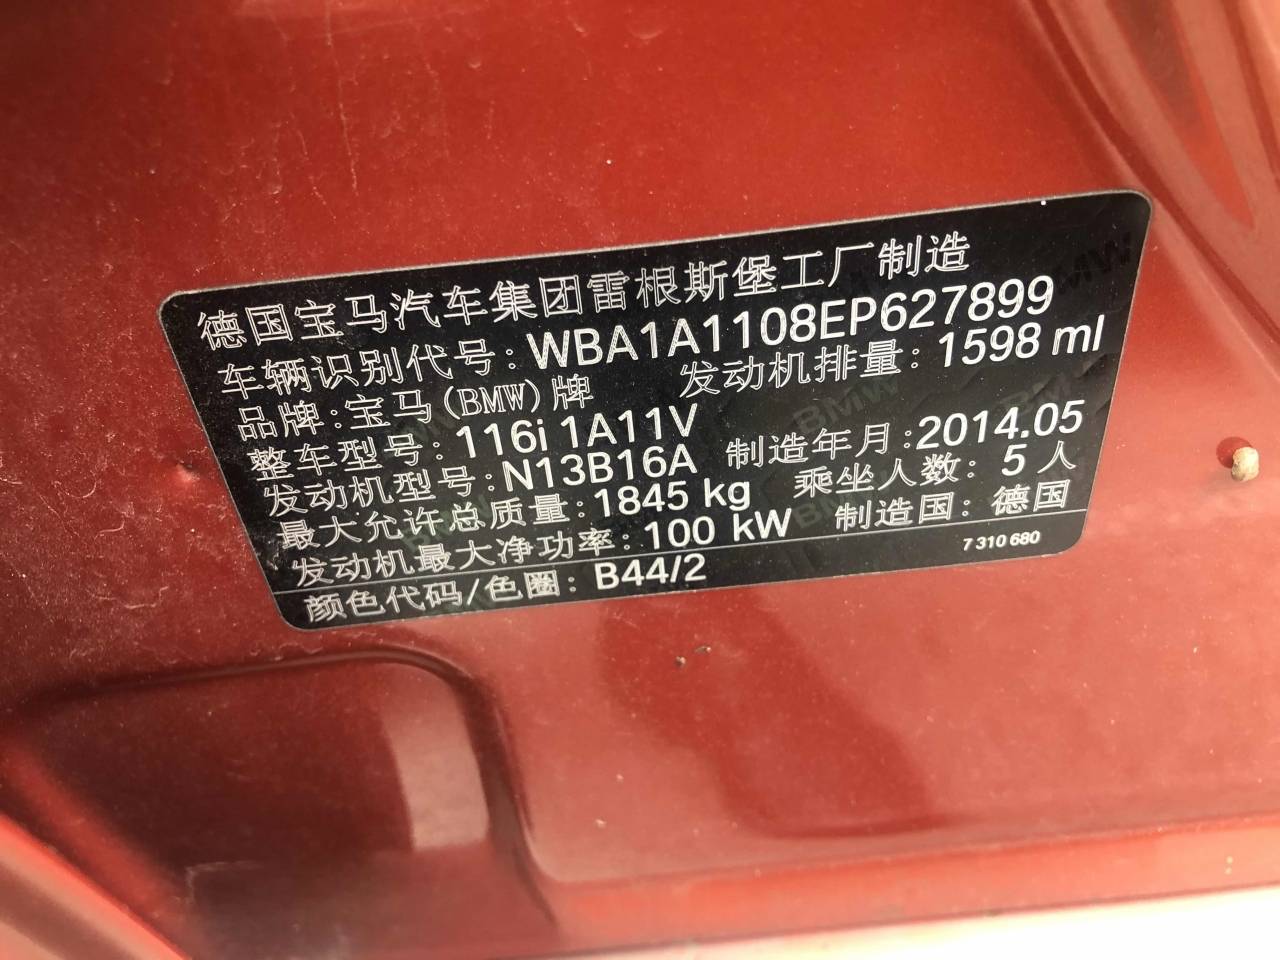 德国宝马汽车集团雷根斯堡工厂制造
车辆识别代号: WBA1A1108EP627899
品牌:宝马(BMW)牌 发动机排量: 1598 ml
整车型号: 116i 1A11V
发动机型号: N13B16A 制造年月:2014.05
最大允许总质量: 1845 kg 乘坐人数: 5 人
发动机最大净功率: 100 kW 制造国: 德国
颜色代码/色圈: B44/2 7 310 680
BMW
BMW
BMW
BMW
BMW